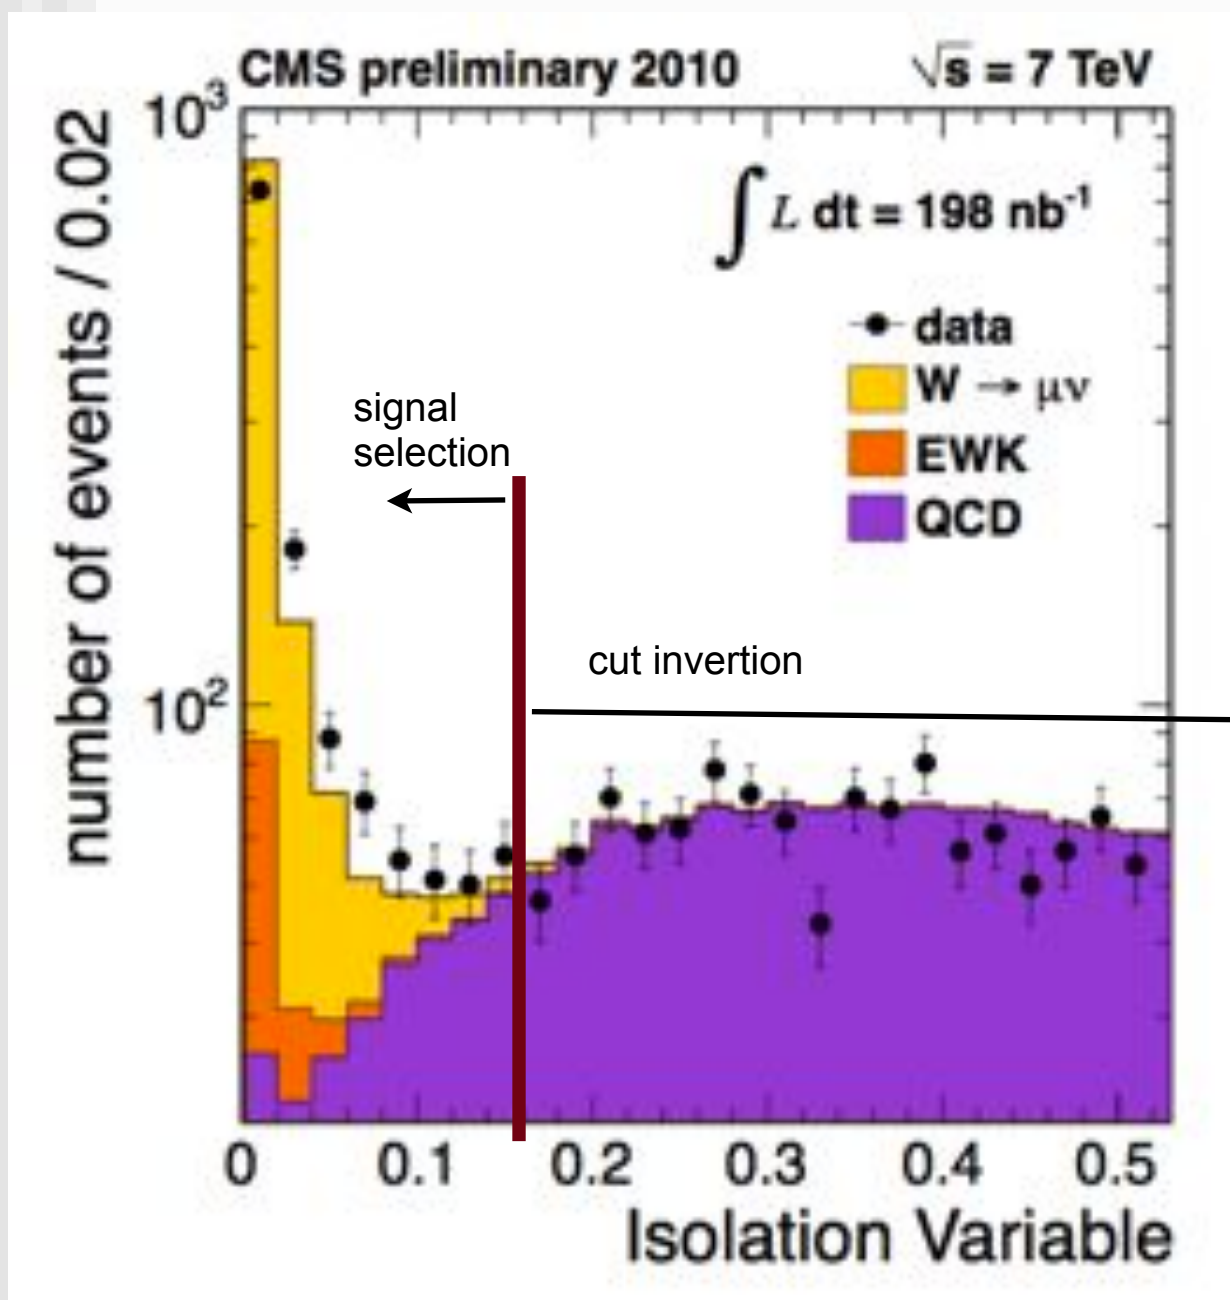 CMS preliminary 2010 √s = 7 TeV
number of events / 0.02
10³
10²
∫ L dt = 198 nb⁻¹
data
W → μν
EWK
QCD
signal
selection
cut invertion
0 0.1 0.2 0.3 0.4 0.5
Isolation Variable